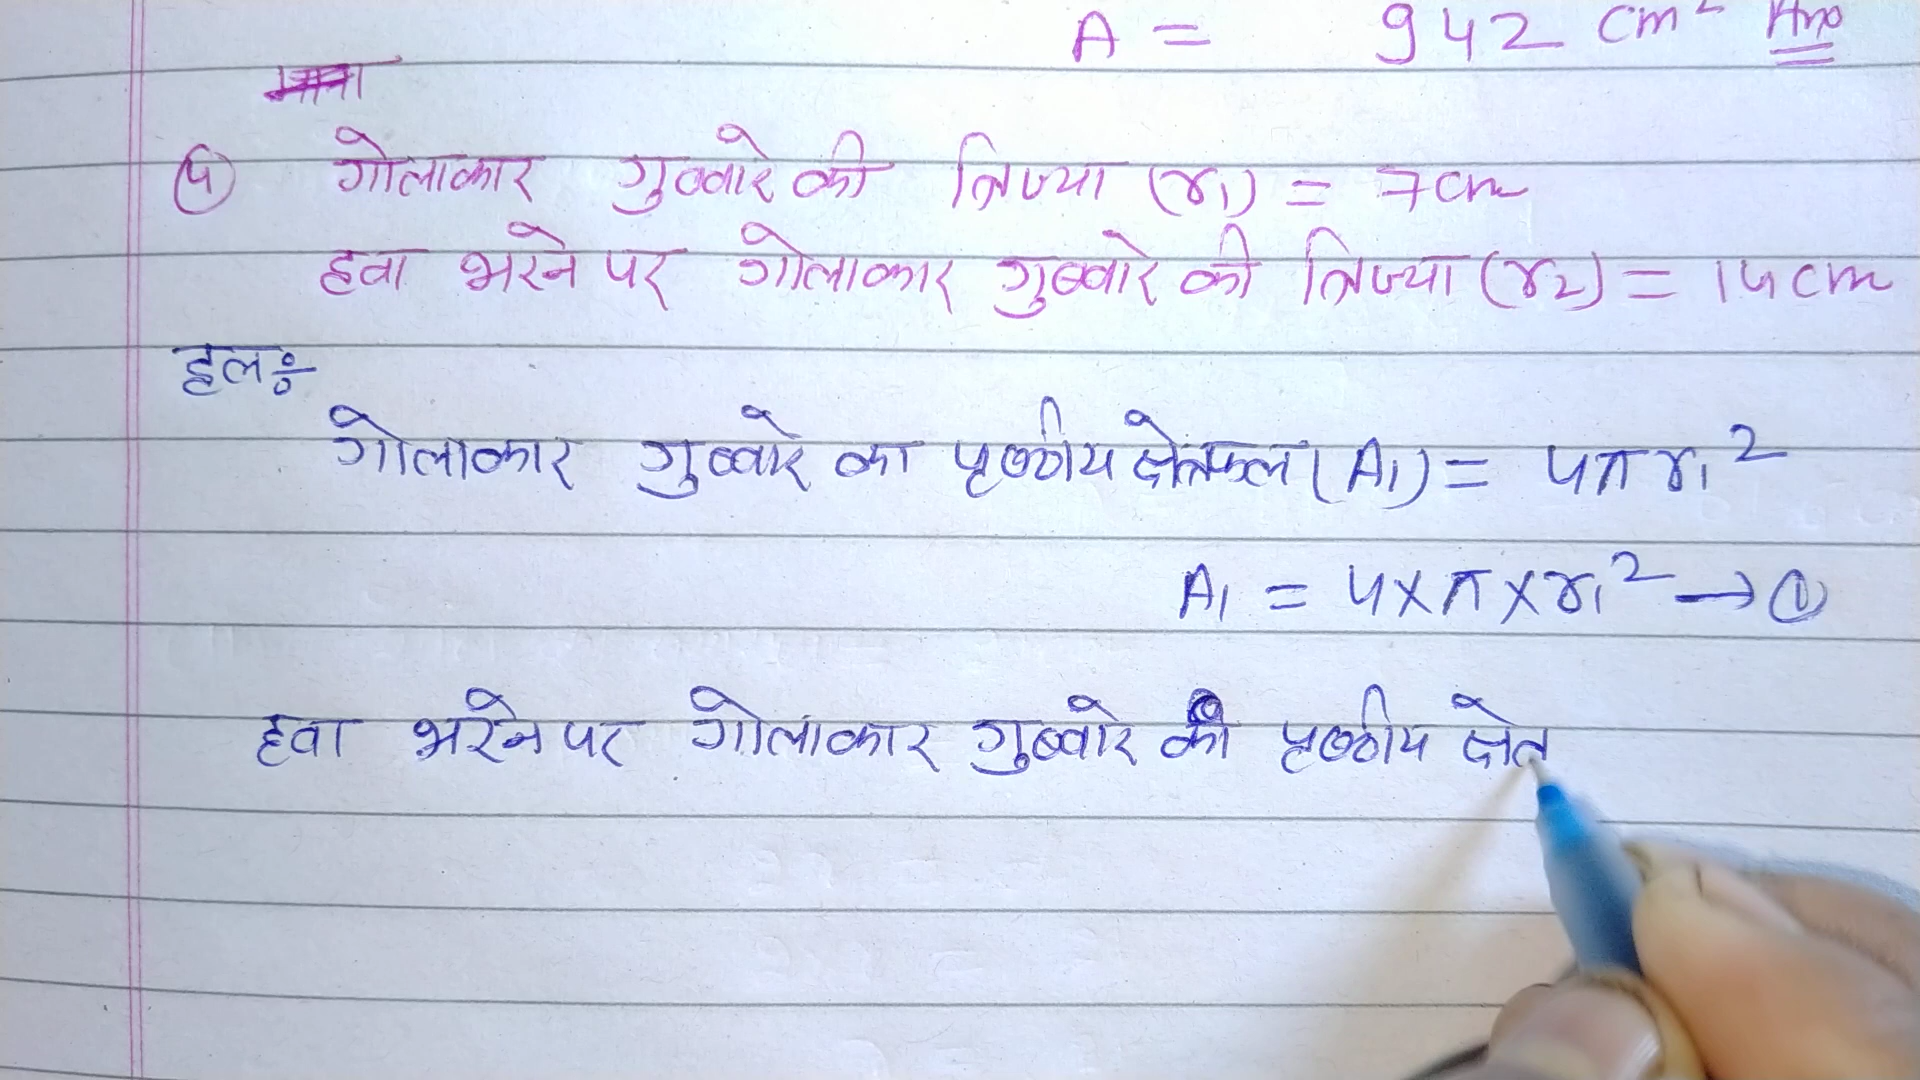 A = 942 cm² Ans
④ गोलाकार गुब्बारे की त्रिज्या (r₁) = 7cm
हवा भरने पर गोलाकार गुब्बारे की त्रिज्या (r₂) = 14cm
हलः
गोलाकार गुब्बारे का पृष्ठीय क्षेत्रफल (A₁) = 4πr₁²
A₁ = 4×π×r₁² → ①
हवा भरने पर गोलाकार गुब्बारे की पृष्ठीय क्षेत्र